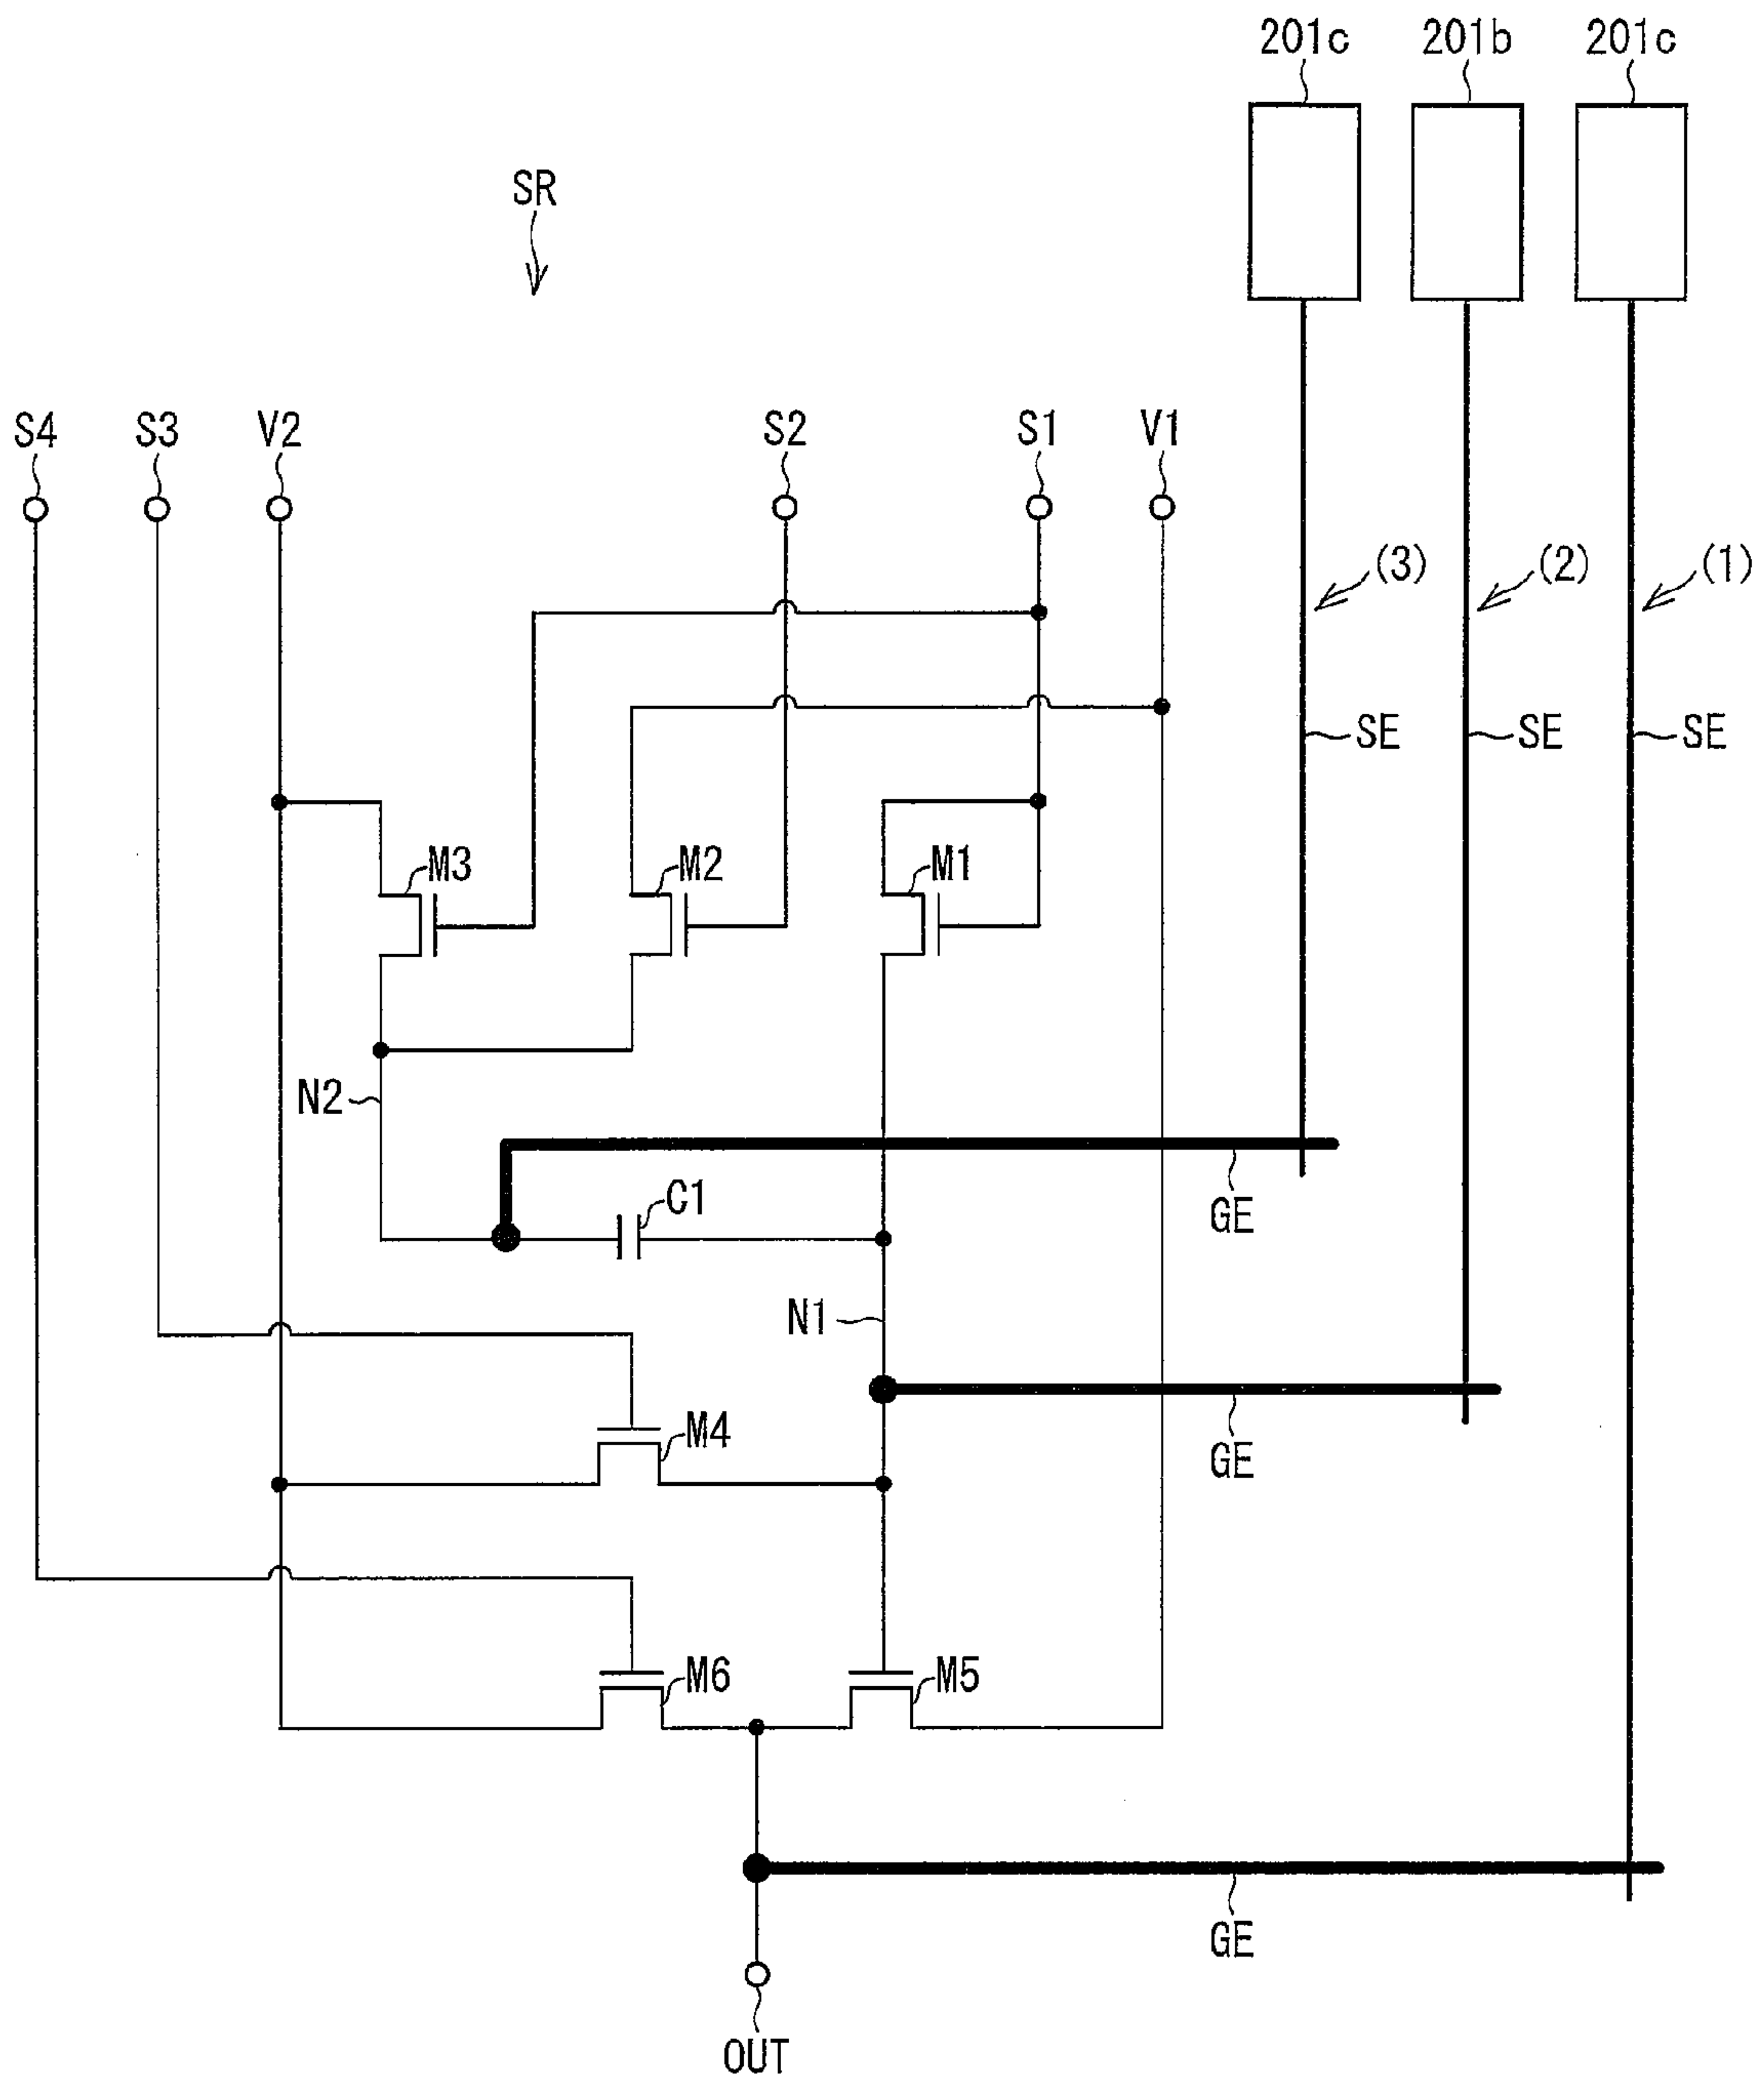 201c 201b 201c
SR
S4 S3 V2 S2 S1 V1
(3) (2) (1)
SE SE SE
M3 M2 M1
N2
C1 GE
N1
M4 GE
M6 M5
GE
OUT